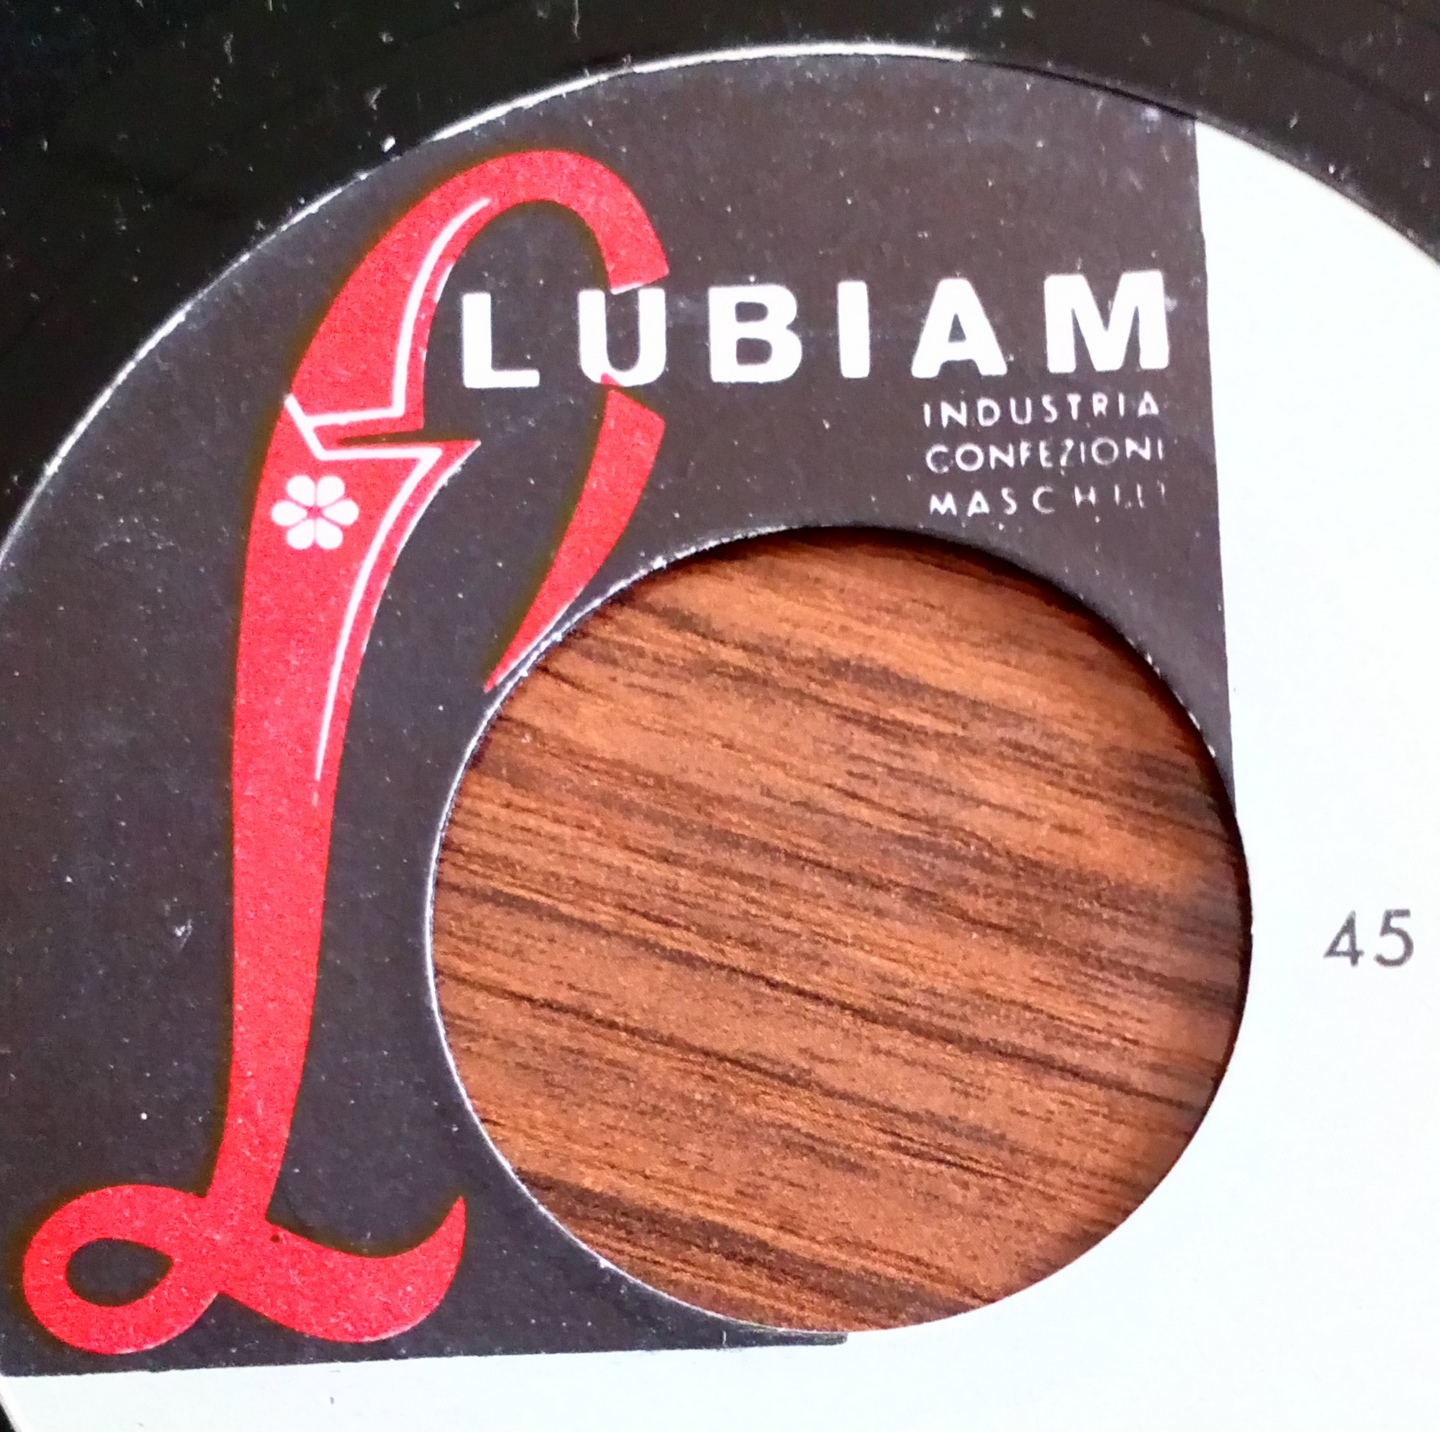 LUBIAM
INDUSTRIA
CONFEZIONI
MASCHILI
45